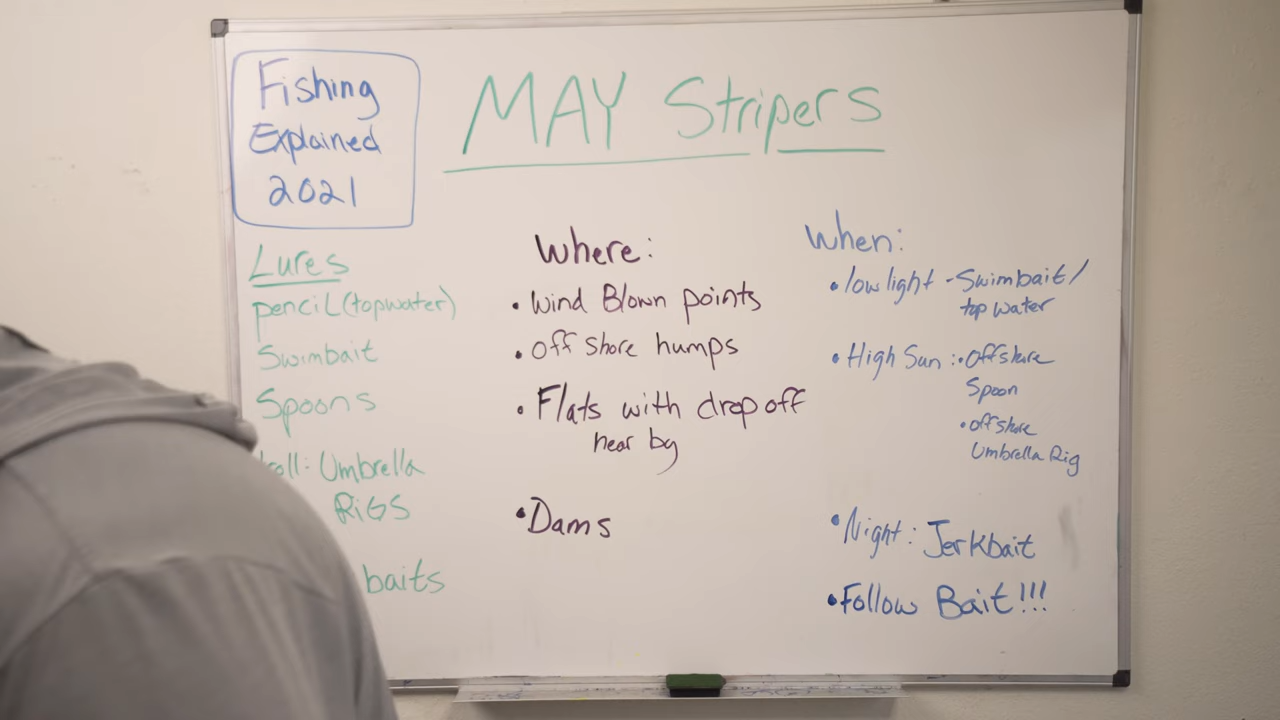 Fishing
Explained
2021
MAY Stripers
Lures
pencil (topwater)
Swimbait
Spoons
Umbrella
RIGS
baits
Where:
• Wind Blown points
• Off Shore humps
• Flats with drop off
near by
• Dams
When:
• low light - Swimbait /
top water
• High Sun : • Offshore
Spoon
• offshore
Umbrella Rig
• Night: Jerkbait
• Follow Bait!!!